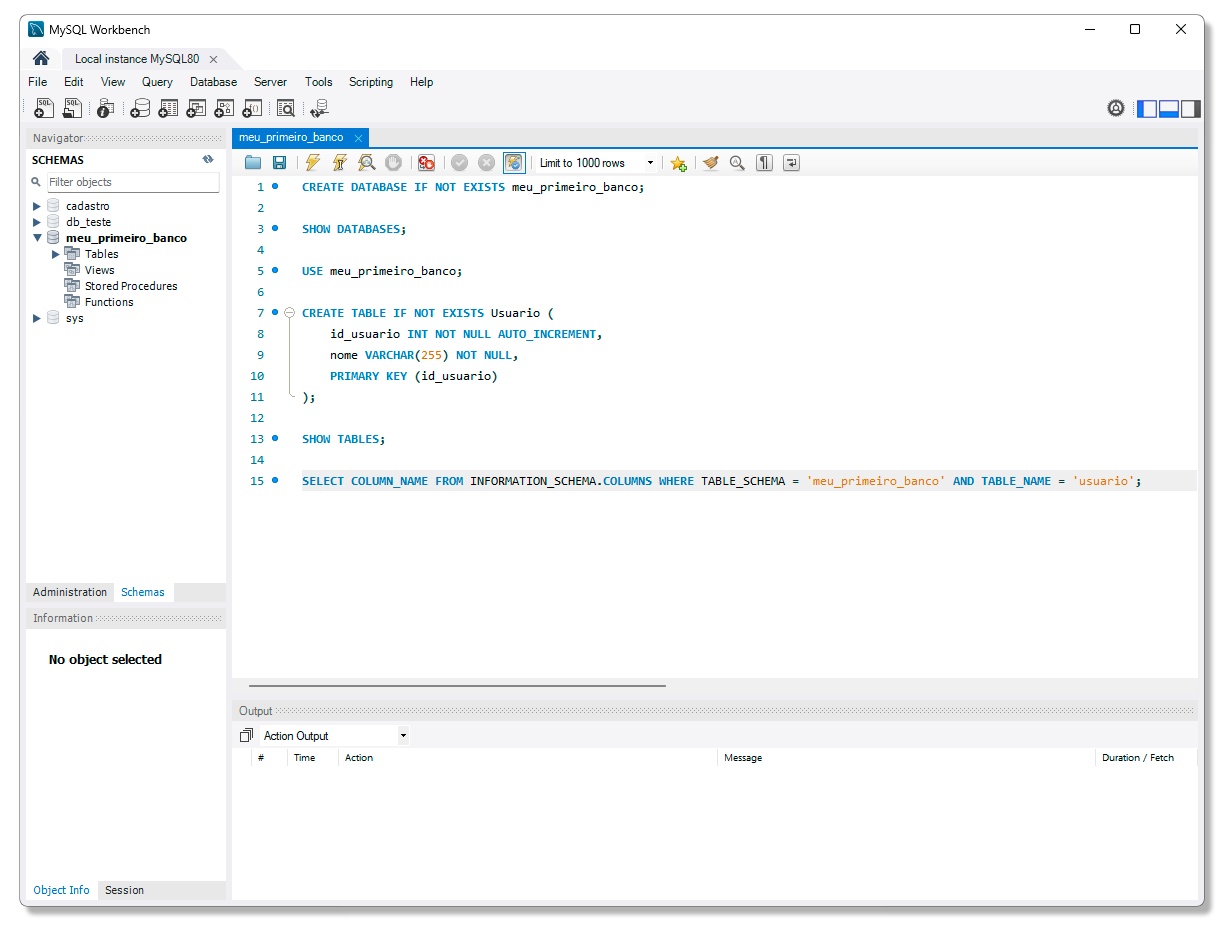 MySQL Workbench
Local instance MySQL80
File Edit View Query Database Server Tools Scripting Help
Navigator
SCHEMAS
Filter objects
cadastro
db_teste
meu_primeiro_banco
Tables
Views
Stored Procedures
Functions
sys
Administration Schemas
Information
No object selected
Object Info Session
meu_primeiro_banco
Limit to 1000 rows
1 CREATE DATABASE IF NOT EXISTS meu_primeiro_banco;
2
3 SHOW DATABASES;
4
5 USE meu_primeiro_banco;
6
7 CREATE TABLE IF NOT EXISTS Usuario (
8 id_usuario INT NOT NULL AUTO_INCREMENT,
9 nome VARCHAR(255) NOT NULL,
10 PRIMARY KEY (id_usuario)
11 );
12
13 SHOW TABLES;
14
15 SELECT COLUMN_NAME FROM INFORMATION_SCHEMA.COLUMNS WHERE TABLE_SCHEMA = 'meu_primeiro_banco' AND TABLE_NAME = 'usuario';
Output
Action Output
# Time Action Message Duration / Fetch